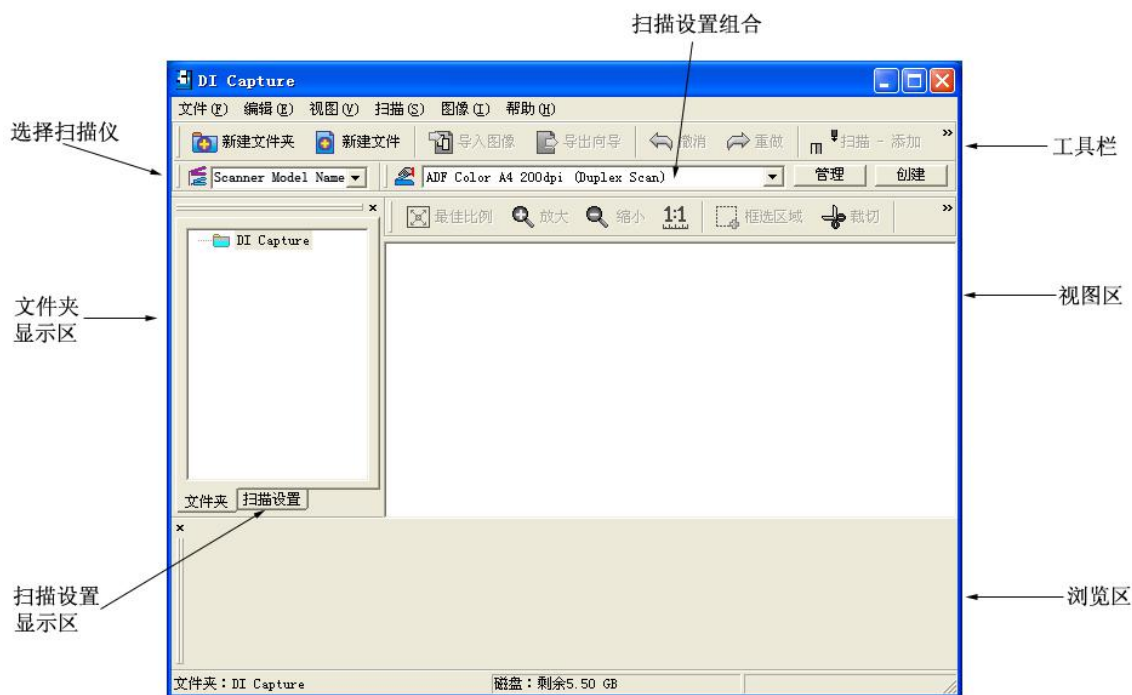 扫描设置组合
DI Capture
文件(F) 编辑(E) 视图(V) 扫描(S) 图像(I) 帮助(H)
选择扫描仪
新建文件夹 新建文件 导入图像 导出向导 撤消 重做 扫描 - 添加 »
工具栏
Scanner Model Name ADF Color A4 200dpi (Duplex Scan) 管理 创建
最佳比例 放大 缩小 1:1 框选区域 裁切 »
DI Capture
文件夹
显示区
视图区
文件夹 扫描设置
扫描设置
显示区
浏览区
文件夹：DI Capture 磁盘：剩余5.50 GB